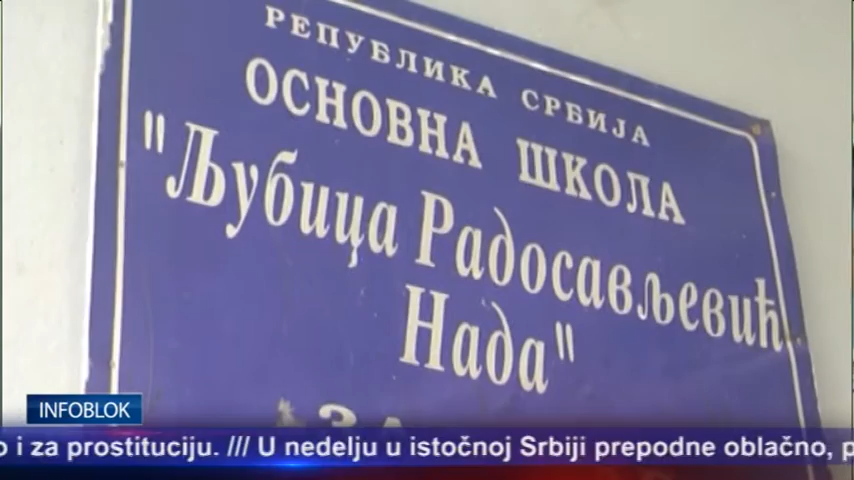 РЕПУБЛИКА СРБИЈА
ОСНОВНА ШКОЛА
"Љубица Радосављевић
Нада"
INFOBLOK
i za prostituciju. /// U nedelju u istočnoj Srbiji prepodne oblačno,